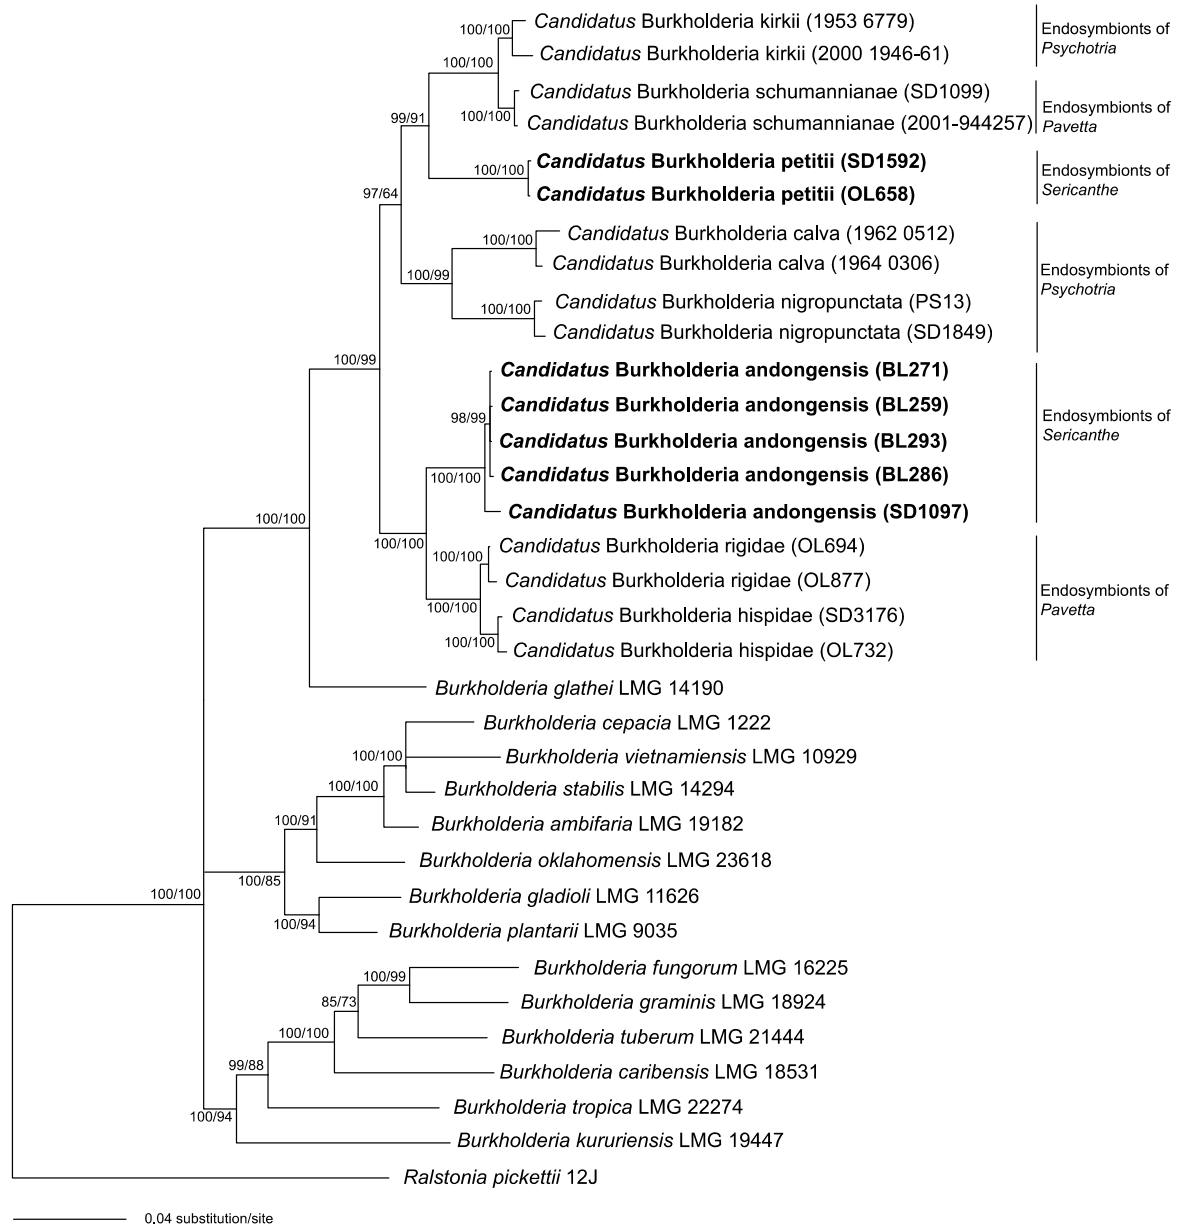 100/100
Candidatus Burkholderia kirkii (1953 6779)
Endosymbionts of
Psychotria
Candidatus Burkholderia kirkii (2000 1946-61)
100/100
Candidatus Burkholderia schumannianae (SD1099)
100/100
Candidatus Burkholderia schumannianae (2001-944257)
Endosymbionts of
Pavetta
99/91
Candidatus Burkholderia petitii (SD1592)
100/100
Candidatus Burkholderia petitii (OL658)
Endosymbionts of
Sericanthe
97/64
Candidatus Burkholderia calva (1962 0512)
100/100
Candidatus Burkholderia calva (1964 0306)
100/99
Candidatus Burkholderia nigropunctata (PS13)
100/100
Candidatus Burkholderia nigropunctata (SD1849)
Endosymbionts of
Psychotria
100/99
Candidatus Burkholderia andongensis (BL271)
Candidatus Burkholderia andongensis (BL259)
98/99
Candidatus Burkholderia andongensis (BL293)
Candidatus Burkholderia andongensis (BL286)
100/100
Candidatus Burkholderia andongensis (SD1097)
Endosymbionts of
Sericanthe
100/100
100/100
Candidatus Burkholderia rigidae (OL694)
100/100
Candidatus Burkholderia rigidae (OL877)
100/100
Candidatus Burkholderia hispidae (SD3176)
100/100
Candidatus Burkholderia hispidae (OL732)
Endosymbionts of
Pavetta
Burkholderia glathei LMG 14190
Burkholderia cepacia LMG 1222
100/100
Burkholderia vietnamiensis LMG 10929
100/100
Burkholderia stabilis LMG 14294
100/91
Burkholderia ambifaria LMG 19182
Burkholderia oklahomensis LMG 23618
100/85
100/100
Burkholderia gladioli LMG 11626
100/94
Burkholderia plantarii LMG 9035
Burkholderia fungorum LMG 16225
100/99
Burkholderia graminis LMG 18924
85/73
Burkholderia tuberum LMG 21444
100/100
Burkholderia caribensis LMG 18531
99/88
Burkholderia tropica LMG 22274
100/94
Burkholderia kururiensis LMG 19447
Ralstonia pickettii 12J
0.04 substitution/site